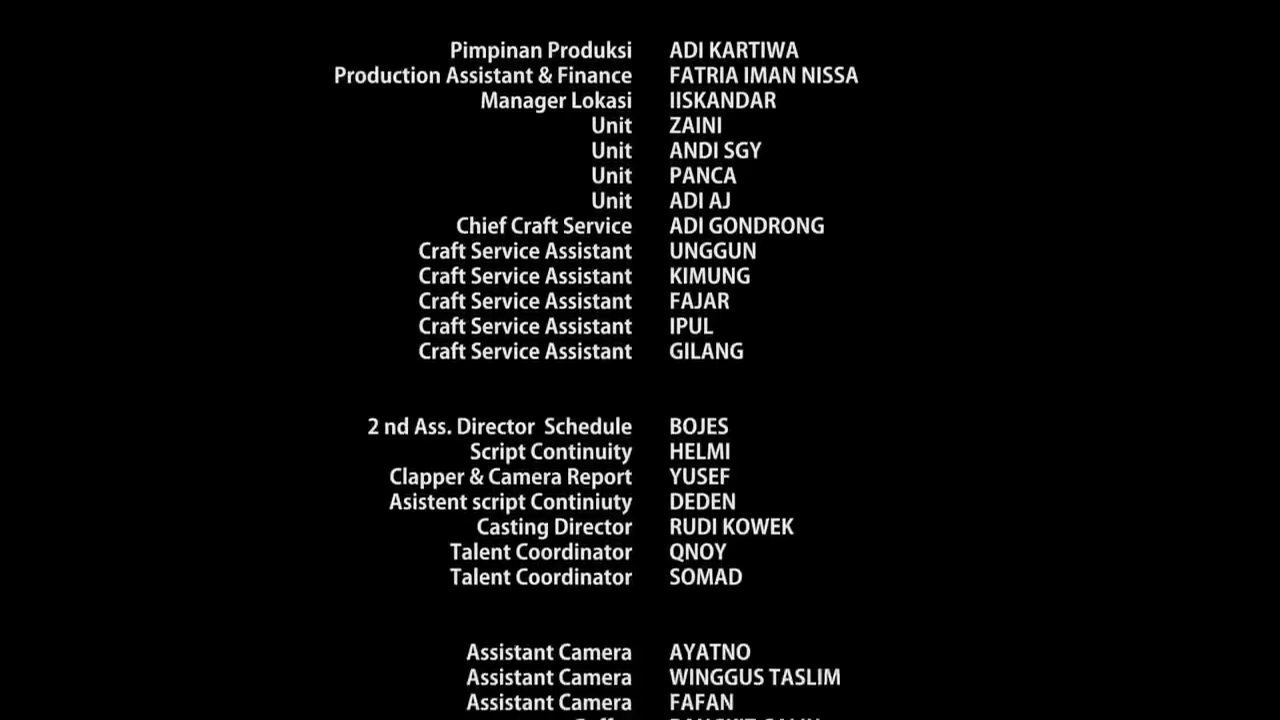 Pimpinan Produksi ADI KARTIWA
Production Assistant & Finance FATRIA IMAN NISSA
Manager Lokasi IISKANDAR
Unit ZAINI
Unit ANDI SGY
Unit PANCA
Unit ADI AJ
Chief Craft Service ADI GONDRONG
Craft Service Assistant UNGGUN
Craft Service Assistant KIMUNG
Craft Service Assistant FAJAR
Craft Service Assistant IPUL
Craft Service Assistant GILANG
2 nd Ass. Director Schedule BOJES
Script Continuity HELMI
Clapper & Camera Report YUSEF
Asistent script Continiuty DEDEN
Casting Director RUDI KOWEK
Talent Coordinator QNOY
Talent Coordinator SOMAD
Assistant Camera AYATNO
Assistant Camera WINGGUS TASLIM
Assistant Camera FAFAN